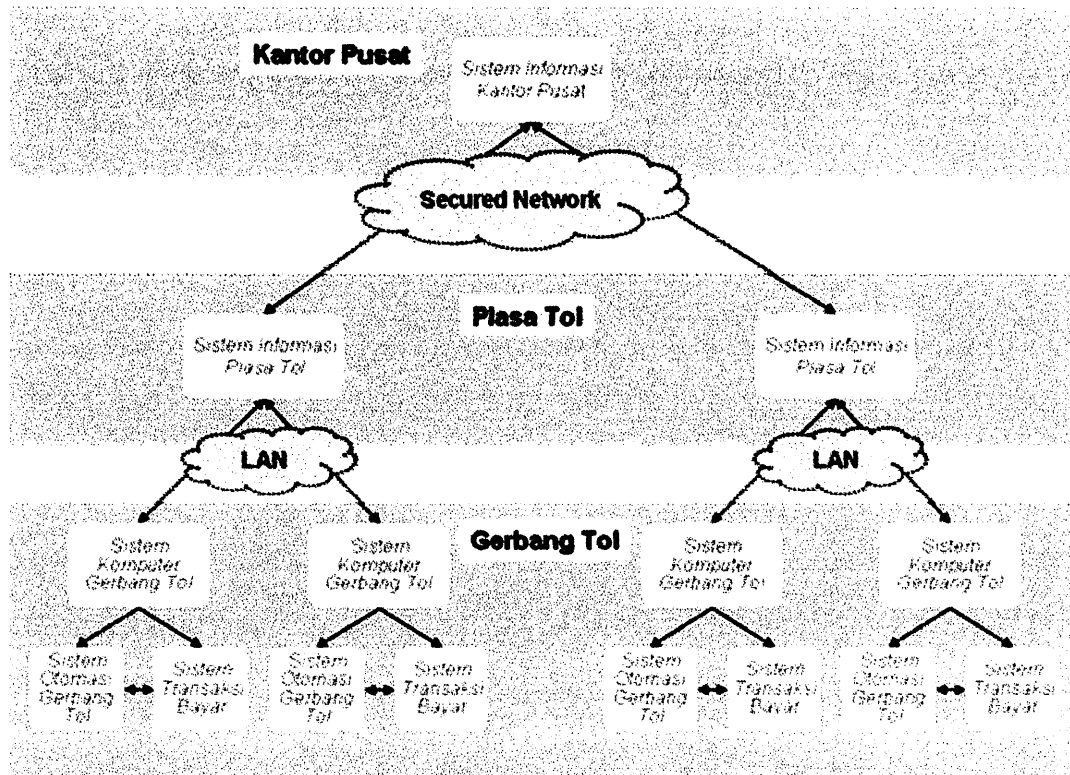 Kantor Pusat
Sistem Informasi
Kantor Pusat
Secured Network
Plasa Tol
Sistem Informasi
Plasa Tol
Sistem Informasi
Plasa Tol
LAN
LAN
Gerbang Tol
Sistem
Komputer
Gerbang Tol
Sistem
Komputer
Gerbang Tol
Sistem
Komputer
Gerbang Tol
Sistem
Komputer
Gerbang Tol
Sistem
Otomasi
Gerbang
Tol
Sistem
Transaksi
Bayar
Sistem
Otomasi
Gerbang
Tol
Sistem
Transaksi
Bayar
Sistem
Otomasi
Gerbang
Tol
Sistem
Transaksi
Bayar
Sistem
Otomasi
Gerbang
Tol
Sistem
Transaksi
Bayar